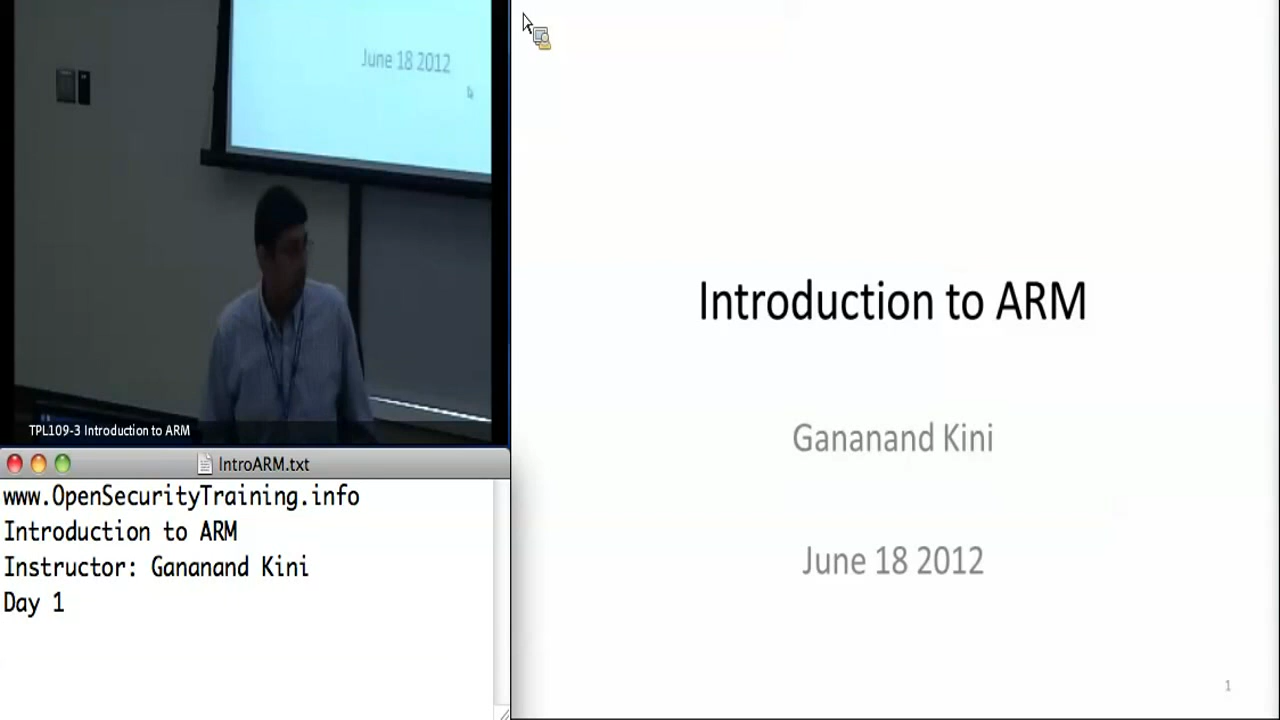 June 18 2012
TPL109-3 Introduction to ARM
IntroARM.txt
www.OpenSecurityTraining.info
Introduction to ARM
Instructor: Gananand Kini
Day 1
Introduction to ARM
Gananand Kini
June 18 2012
1